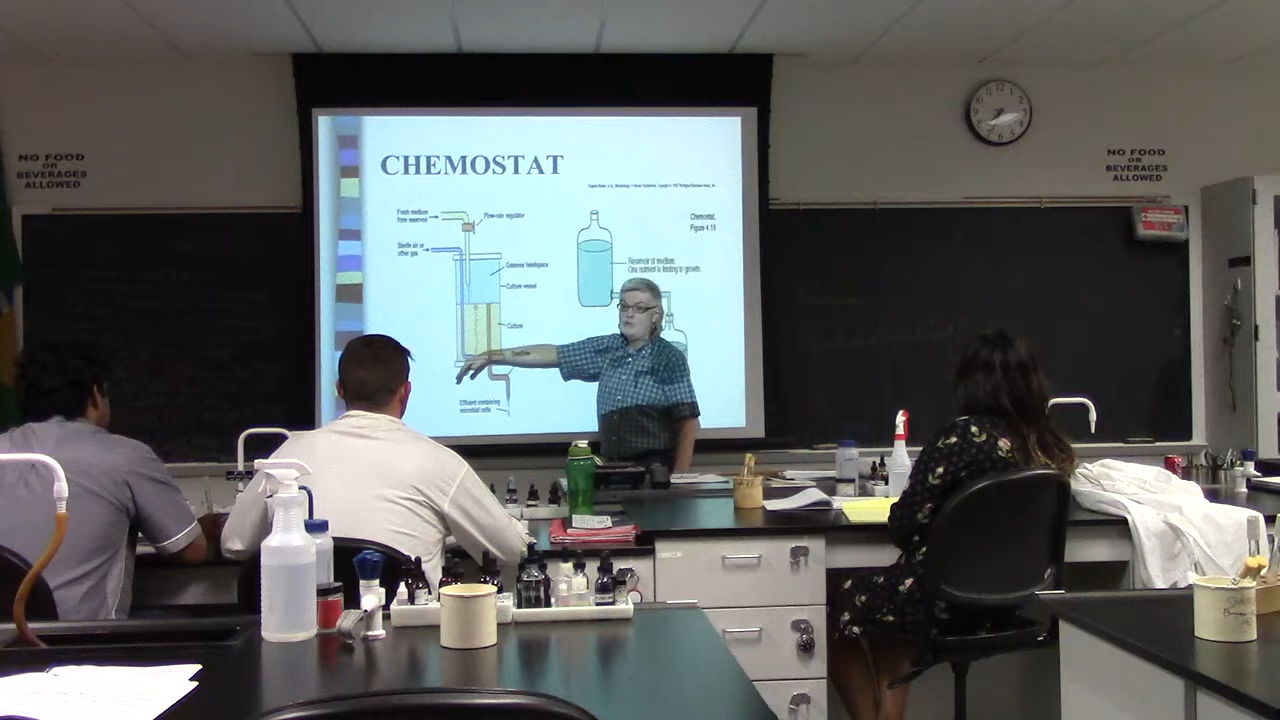 NO FOOD
OR
BEVERAGES
ALLOWED
CHEMOSTAT
Fresh medium
from reservoir
Flow-rate regulator
Sterile air or
other gas
Gaseous headspace
Culture vessel
Culture
Effluent containing
microbial cells
Chemostat.
Figure 4.18
Reservoir of medium.
One nutrient is limiting to growth.
NO FOOD
OR
BEVERAGES
ALLOWED